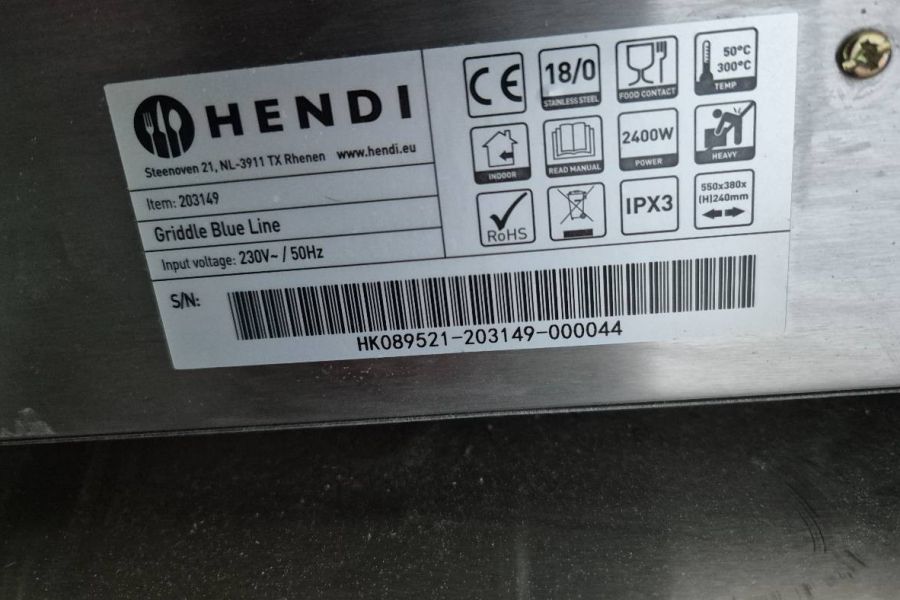 HENDI
Steenoven 21, NL-3911 TX Rhenen www.hendi.eu
Item: 203149
Griddle Blue Line
Input voltage: 230V~ / 50Hz
CE
18/0
STAINLESS STEEL
FOOD CONTACT
50°C
300°C
TEMP
INDOOR
READ MANUAL
2400W
POWER
HEAVY
RoHS
IPX3
550x380x
(H)240mm
S/N:
HK089521-203149-000044